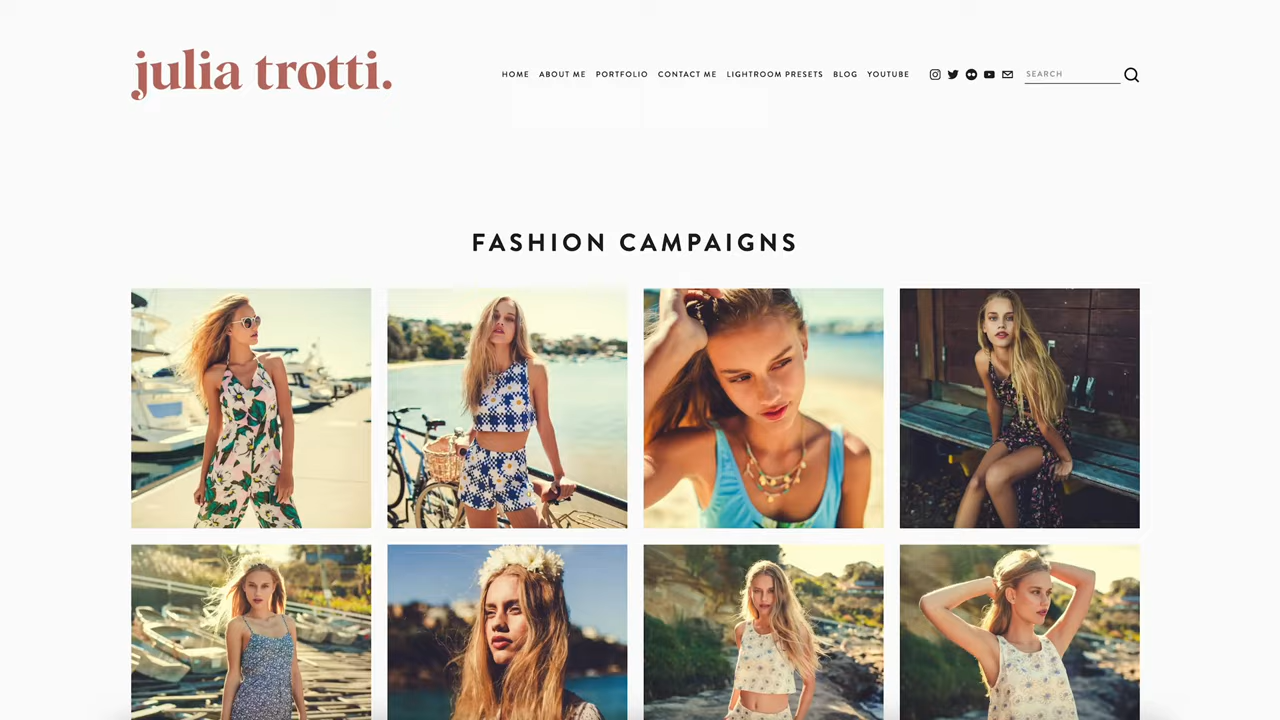 julia trotti.
HOME ABOUT ME PORTFOLIO CONTACT ME LIGHTROOM PRESETS BLOG YOUTUBE SEARCH
FASHION CAMPAIGNS